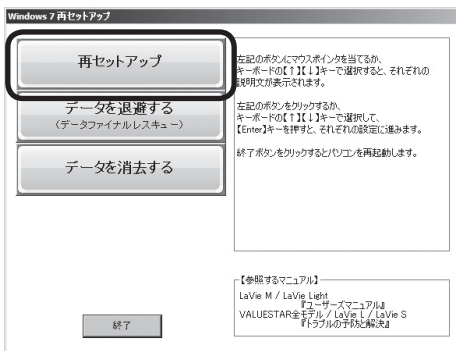 Windows 7 再セットアップ
再セットアップ
データを退避する
(データファイナルレスキュー)
データを消去する
終了
左記のボタンにマウスポインタを当てるか、
キーボードの【↑】【↓】キーで選択すると、それぞれの
説明文が表示されます。
左記のボタンをクリックするか、
キーボードの【↑】【↓】キーで選択して、
【Enter】キーを押すと、それぞれの設定に進みます。
終了ボタンをクリックするとパソコンを再起動します。
【参照するマニュアル】
LaVie M / LaVie Light
『ユーザーズマニュアル』
VALUESTAR全モデル / LaVie L / LaVie S
『トラブルの予防と解決』